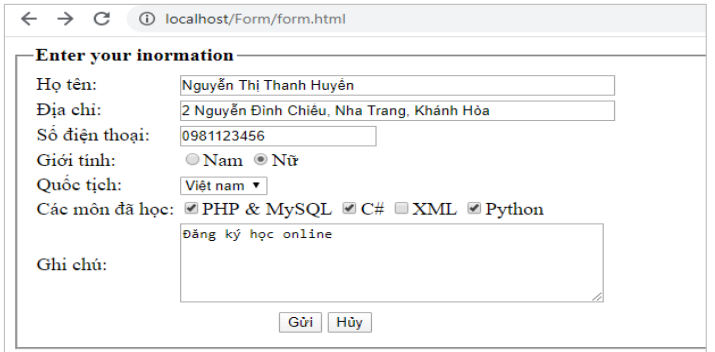 localhost/Form/form.html
Enter your inormation
Họ tên: Nguyễn Thị Thanh Huyền
Địa chỉ: 2 Nguyễn Đình Chiểu, Nha Trang, Khánh Hòa
Số điện thoại: 0981123456
Giới tính: Nam Nữ
Quốc tịch: Việt nam
Các môn đã học: PHP & MySQL C# XML Python
Ghi chú: Đăng ký học online
Gửi Hủy